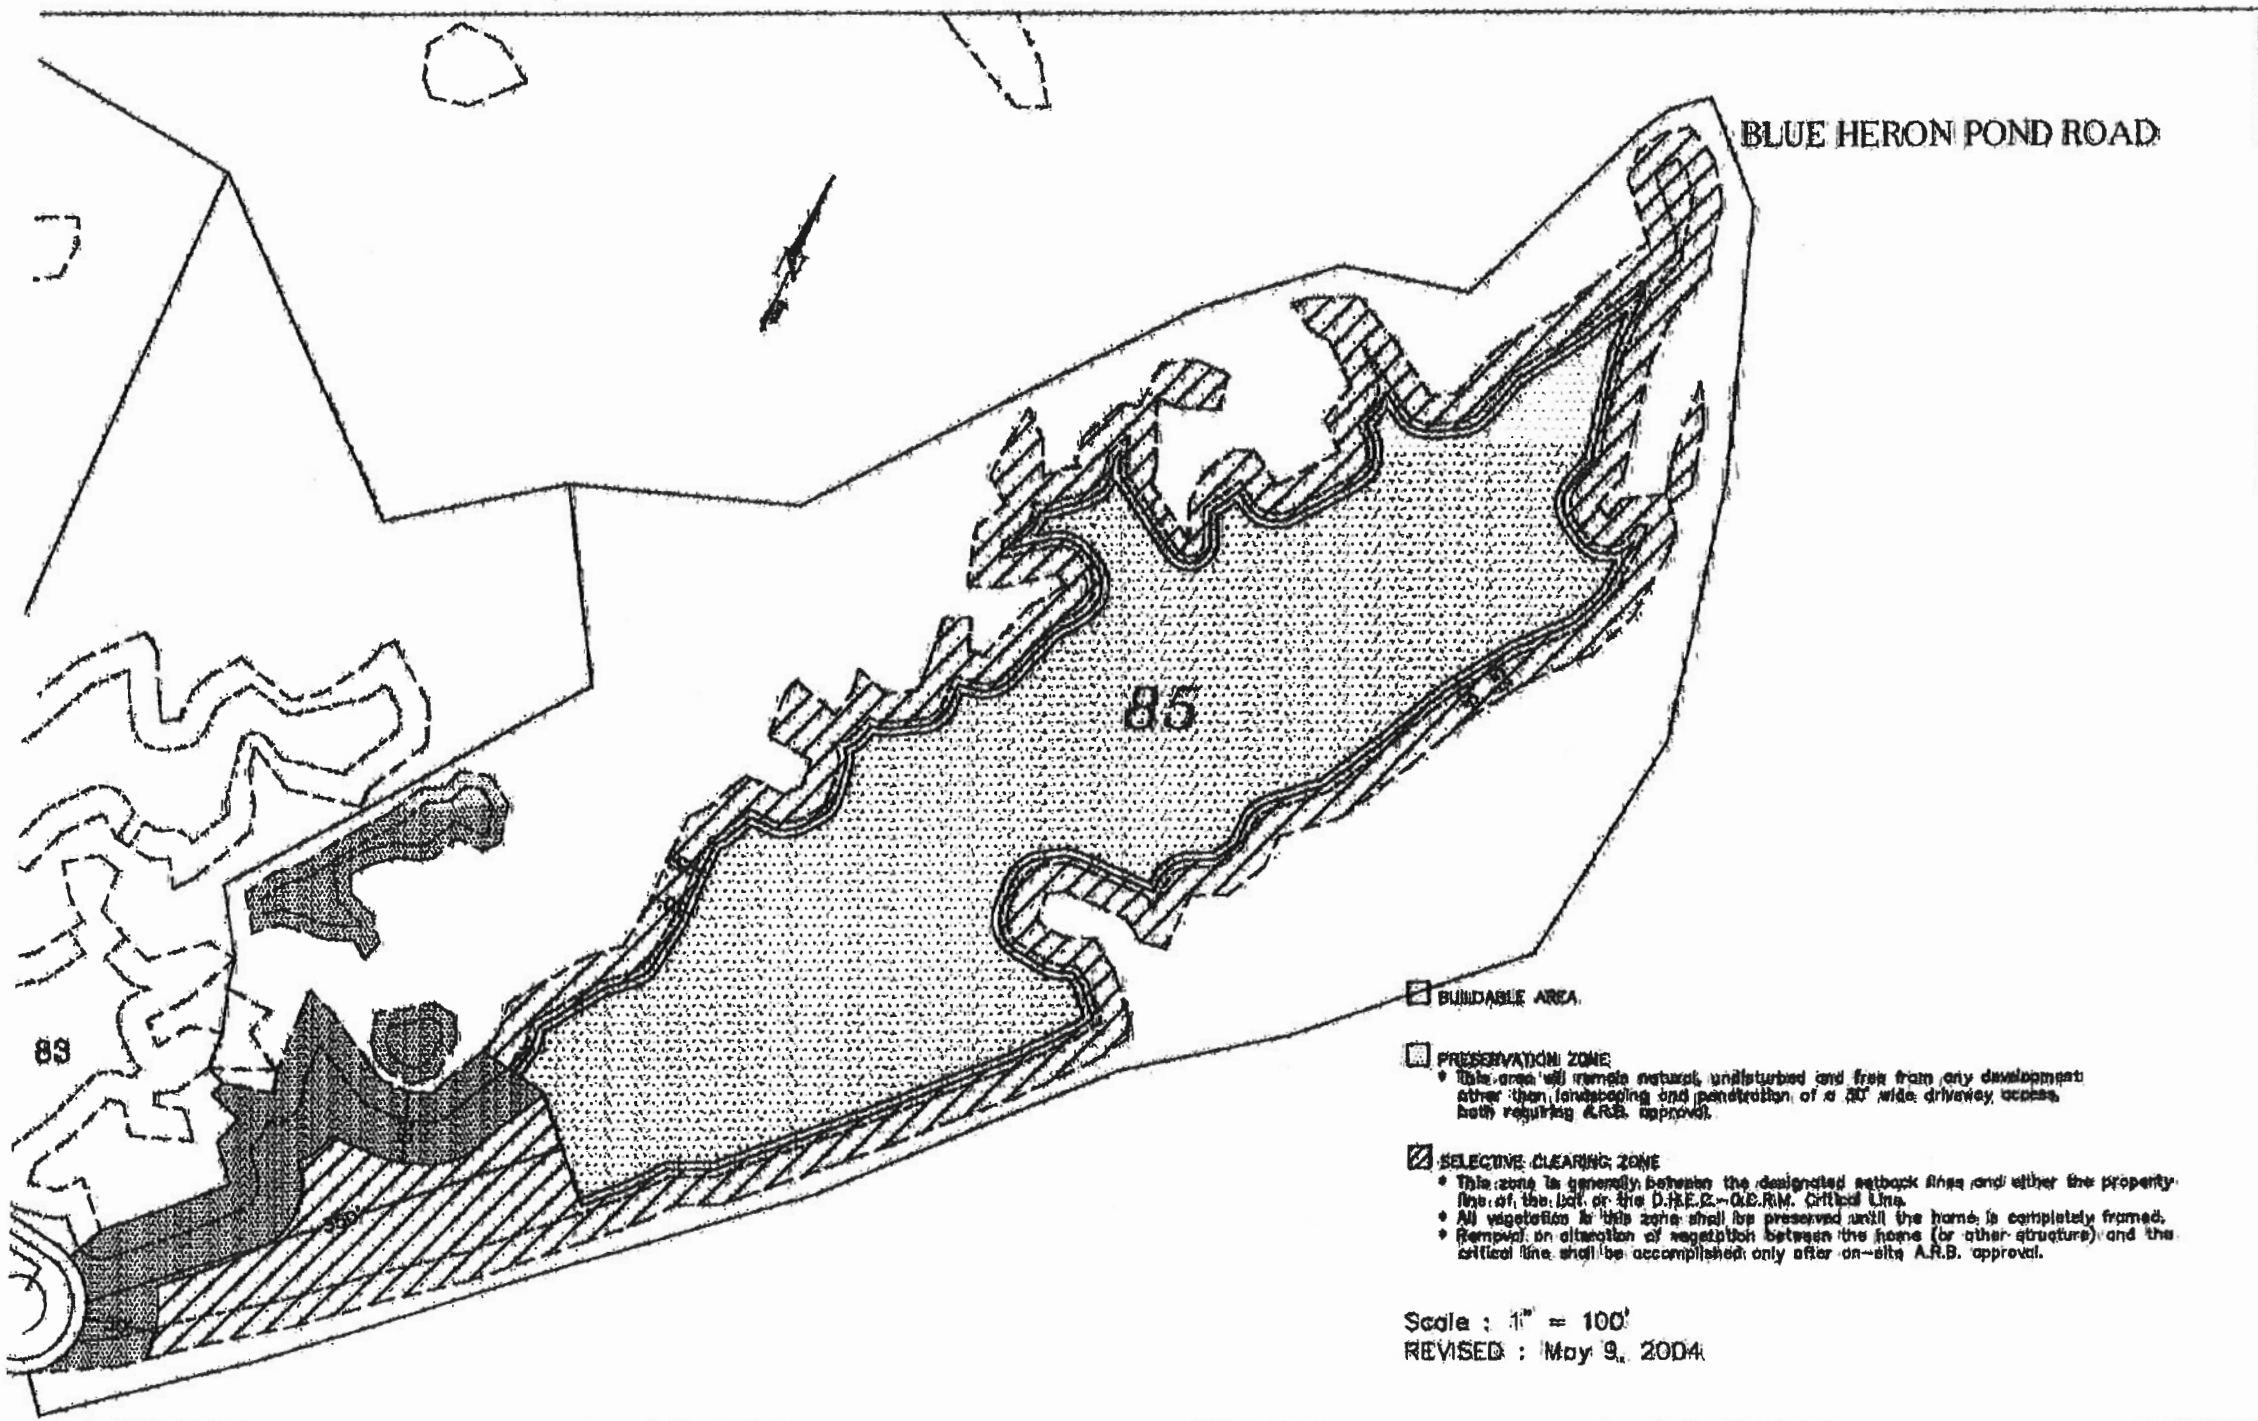 BLUE HERON POND ROAD
85
83
350'
BUILDABLE AREA
PRESERVATION ZONE
* This area will remain natural, undisturbed and free from any development
other than landscaping and penetration of a 30' wide driveway access,
both requiring A.R.B. approval.
SELECTIVE CLEARING ZONE
* This zone is generally between the designated setback lines and either the property
line of the Lot or the D.H.E.C.-O.C.R.M. Critical Line.
* All vegetation in this zone shall be preserved until the home is completely framed.
* Removal or alteration of vegetation between the home (or other structure) and the
critical line shall be accomplished only after on-site A.R.B. approval.
Scale : 1" = 100'
REVISED : May 9, 2004